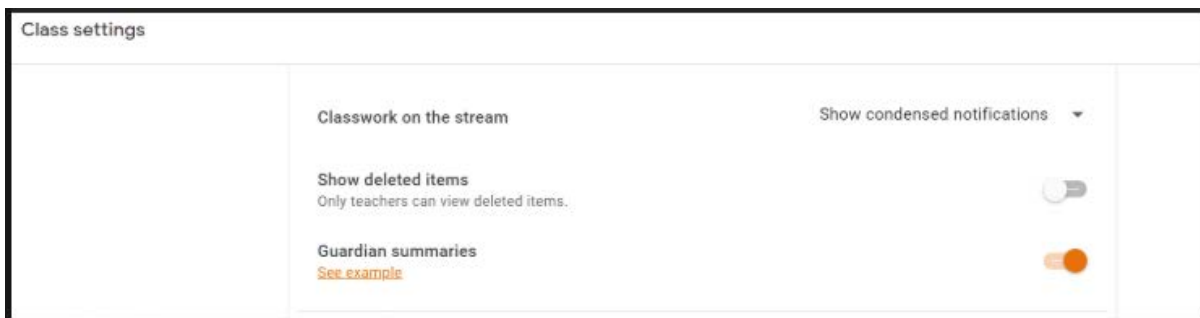 Class settings
Classwork on the stream
Show condensed notifications
Show deleted items
Only teachers can view deleted items.
Guardian summaries
See example